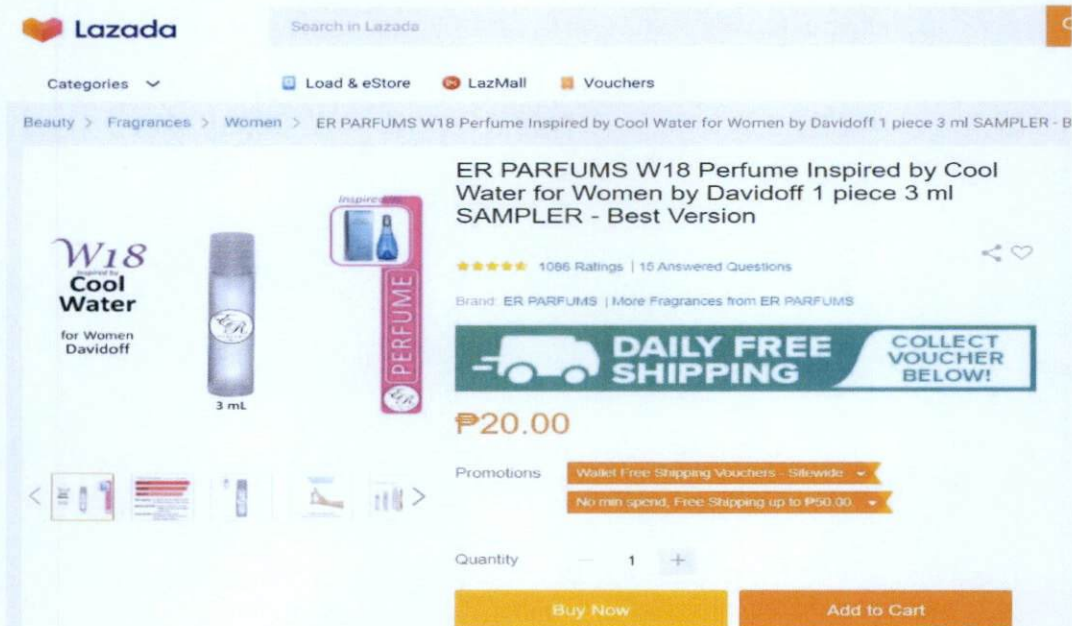 Lazada
Search in Lazada
Categories
Load & eStore
LazMall
Vouchers
Beauty > Fragrances > Women > ER PARFUMS W18 Perfume Inspired by Cool Water for Women by Davidoff 1 piece 3 ml SAMPLER - B
ER PARFUMS W18 Perfume Inspired by Cool
Water for Women by Davidoff 1 piece 3 ml
SAMPLER - Best Version
1086 Ratings | 15 Answered Questions
Brand: ER PARFUMS | More Fragrances from ER PARFUMS
W18
Inspired by
Cool
Water
for Women
Davidoff
ER
3 mL
PERFUME
ER
DAILY FREE
SHIPPING
COLLECT
VOUCHER
BELOW!
₱20.00
Promotions
Wallet Free Shipping Vouchers - Sitewide
No min spend, Free Shipping up to ₱50.00
Quantity
1
Buy Now
Add to Cart